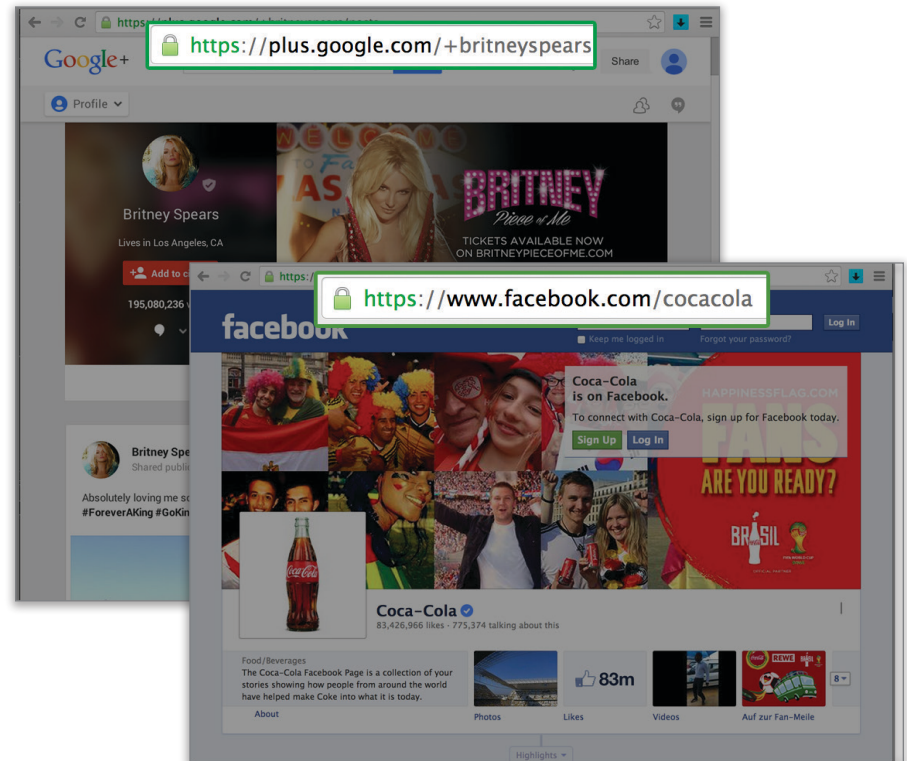 https://plus.google.com/+britneyspears
Google+
Share
Profile
WELCOME
BRITNEY
Piece of Me
TICKETS AVAILABLE NOW
ON BRITNEYPIECEOFME.COM
Britney Spears
Lives in Los Angeles, CA
Add to
195,080,236
Britney Spe
Shared publi
Absolutely loving me
#ForeverAKing #GoKin
https:/
https://www.facebook.com/cocacola
facebook
Keep me logged in
Forgot your password?
Log In
Coca-Cola
is on Facebook.
To connect with Coca-Cola, sign up for Facebook today.
Sign Up
Log In
HAPPINESSFLAG.COM
FANS
ARE YOU READY?
BRASIL
Coca-Cola
Coca-Cola
83,426,966 likes · 775,374 talking about this
Food/Beverages
The Coca-Cola Facebook Page is a collection of your
stories showing how people from around the world
have helped make Coke into what it is today.
About
Photos
83m
Likes
Videos
REWE
Auf zur Fan-Meile
8
Highlights